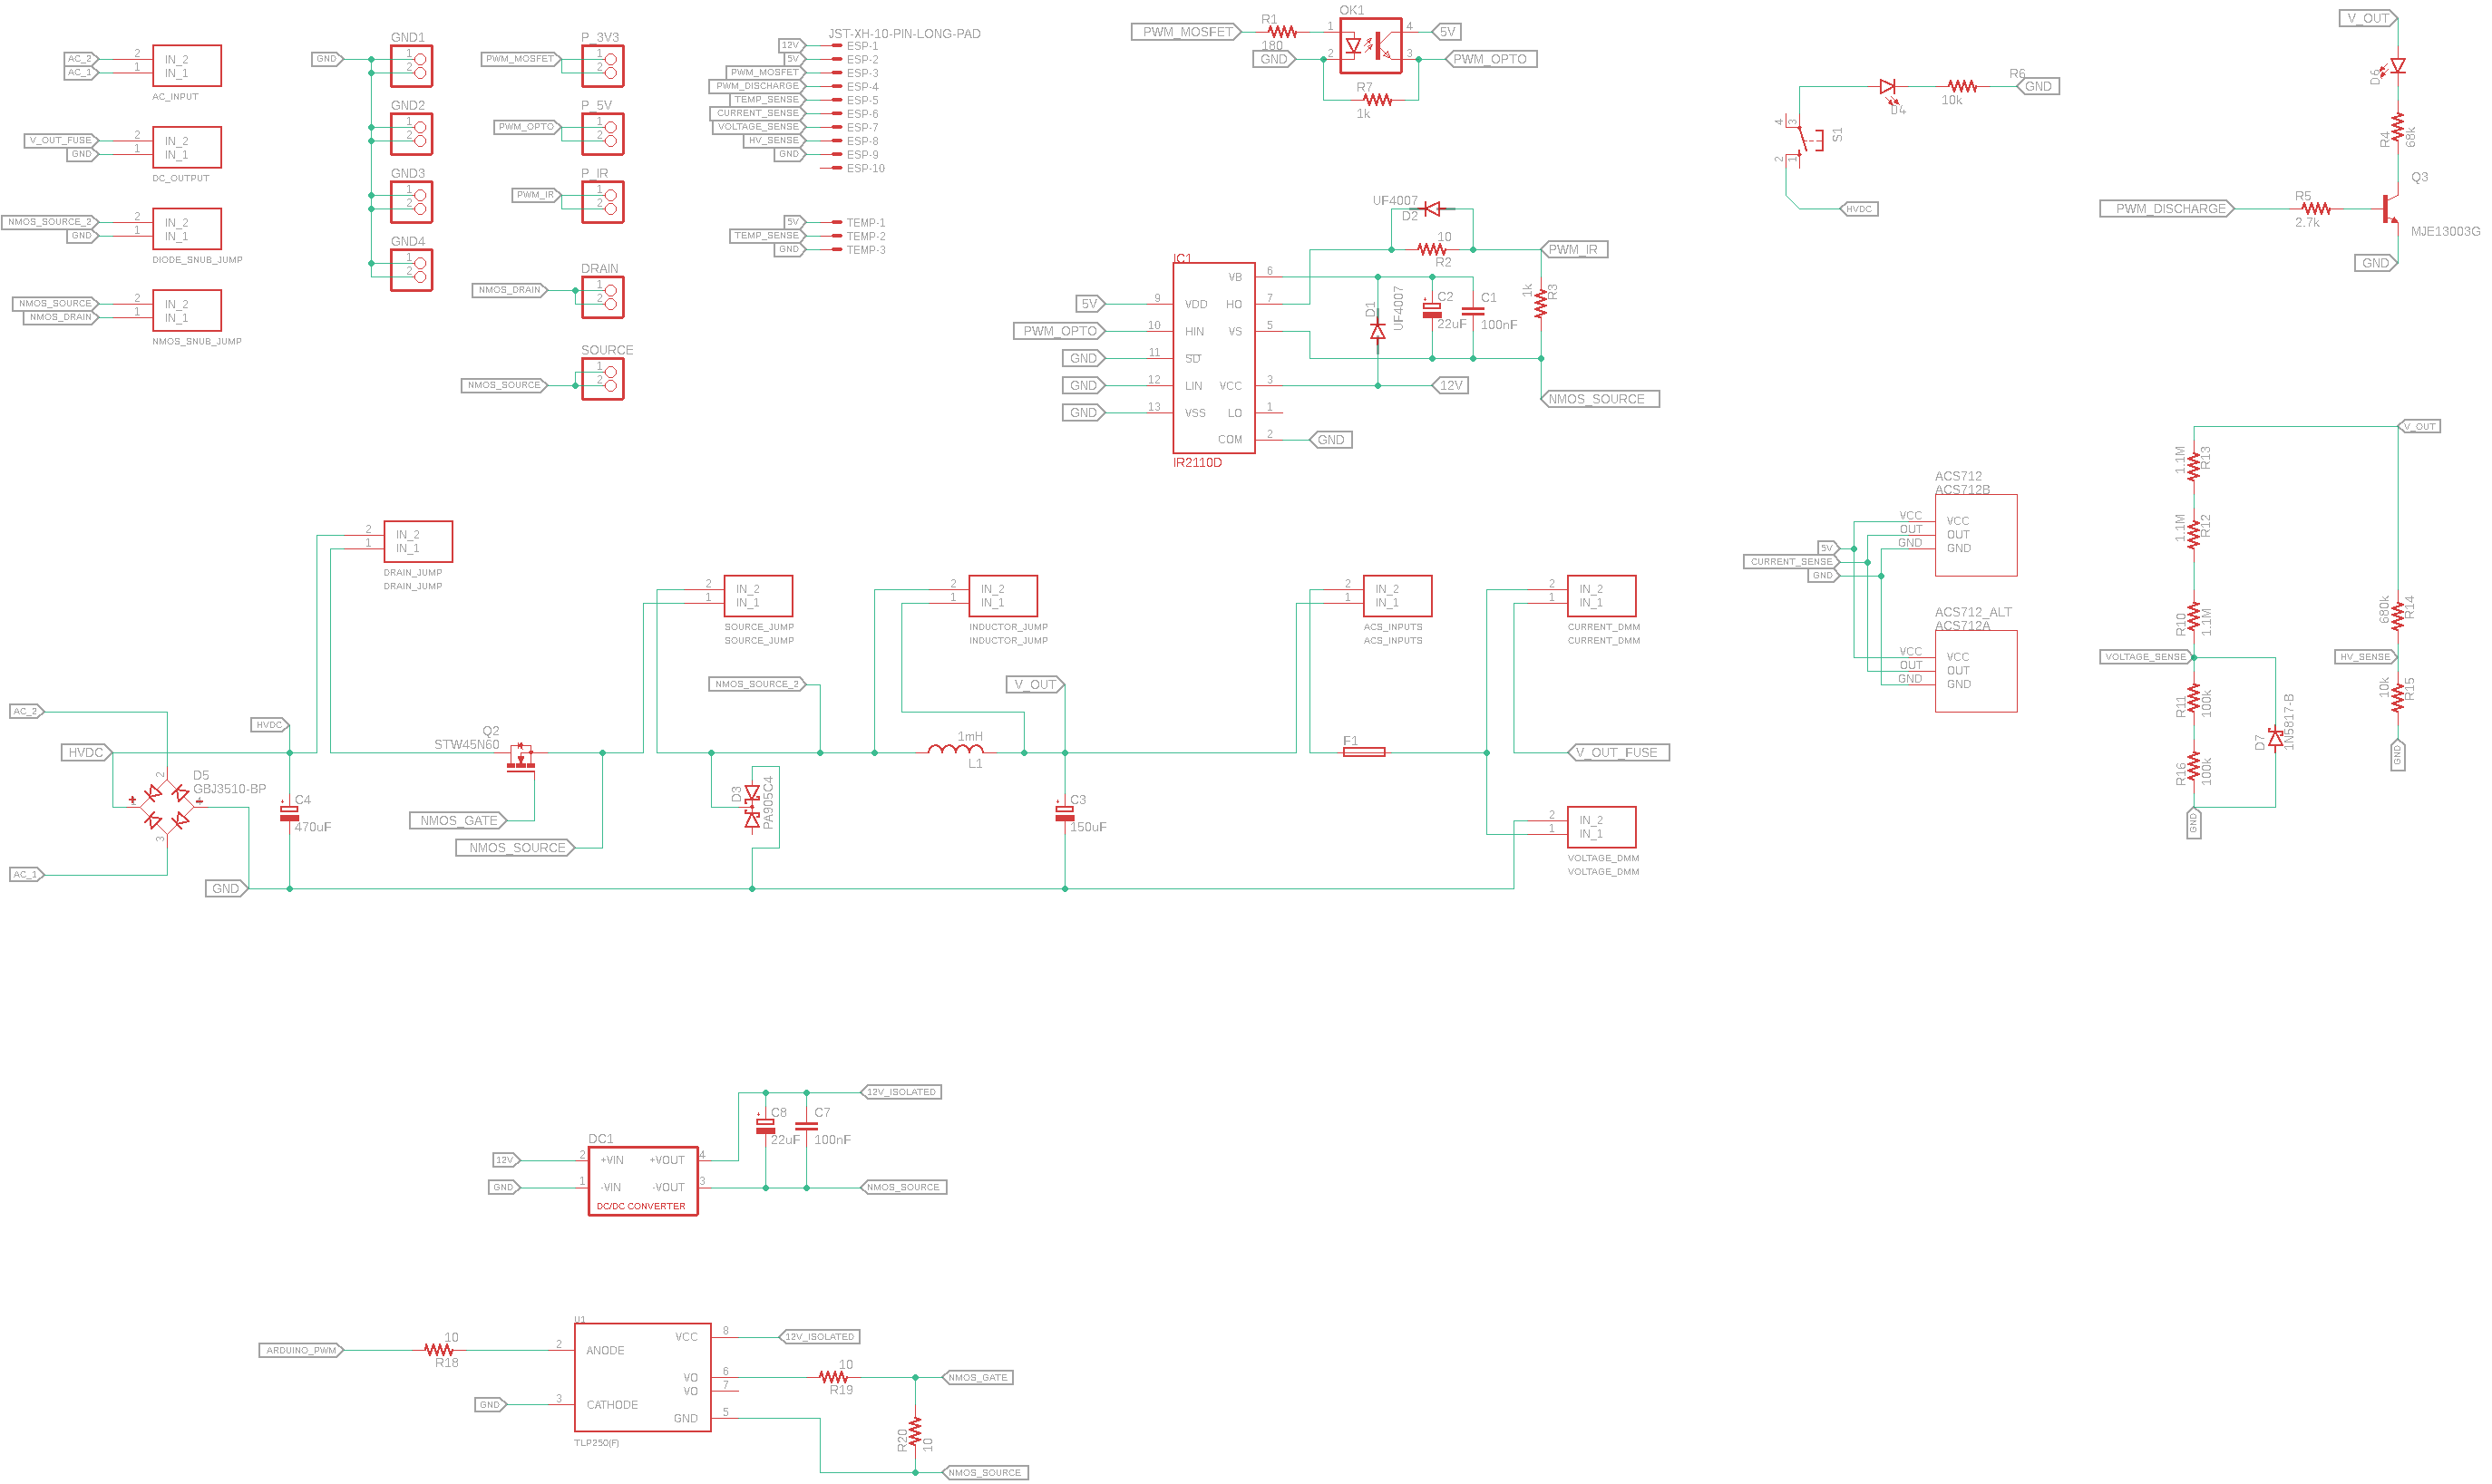 AC_2
AC_1
2
1
IN_2
IN_1
AC_INPUT
V_OUT_FUSE
GND
2
1
IN_2
IN_1
DC_OUTPUT
NMOS_SOURCE_2
GND
2
1
IN_2
IN_1
DIODE_SNUB_JUMP
NMOS_SOURCE
NMOS_DRAIN
2
1
IN_2
IN_1
NMOS_SNUB_JUMP
GND
GND1
1
2
GND2
1
2
GND3
1
2
GND4
1
2
PWM_MOSFET
P_3V3
1
2
PWM_OPTO
P_5V
1
2
PWM_IR
P_IR
1
2
NMOS_DRAIN
DRAIN
1
2
NMOS_SOURCE
SOURCE
1
2
JST-XH-10-PIN-LONG-PAD
12V ESP-1
5V ESP-2
PWM_MOSFET ESP-3
PWM_DISCHARGE ESP-4
TEMP_SENSE ESP-5
CURRENT_SENSE ESP-6
VOLTAGE_SENSE ESP-7
HV_SENSE ESP-8
GND ESP-9
ESP-10
5V TEMP-1
TEMP_SENSE TEMP-2
GND TEMP-3
PWM_MOSFET
R1
180
GND
OK1
1
2
4
3
5V
PWM_OPTO
R7
1k
UF4007
D2
10
R2
PWM_IR
IC1
5V 9 VDD
PWM_OPTO 10 HIN
GND 11 SD
GND 12 LIN
GND 13 VSS
VB 6
HO 7
VS 5
VCC 3
LO 1
COM 2
IR2110D
D1
UF4007
C2
22uF
C1
100nF
1k
R3
12V
GND
NMOS_SOURCE
4
3
2
1
S1
HVDC
D4
10k
R6
GND
V_OUT
D6
R4
68k
Q3
MJE13003G
PWM_DISCHARGE
R5
2.7k
GND
2
1
IN_2
IN_1
DRAIN_JUMP
DRAIN_JUMP
2
1
IN_2
IN_1
SOURCE_JUMP
SOURCE_JUMP
2
1
IN_2
IN_1
INDUCTOR_JUMP
INDUCTOR_JUMP
2
1
IN_2
IN_1
ACS_INPUTS
ACS_INPUTS
2
1
IN_2
IN_1
CURRENT_DMM
CURRENT_DMM
ACS712
ACS712B
VCC VCC
OUT OUT
GND GND
5V
CURRENT_SENSE
GND
ACS712_ALT
ACS712A
VCC VCC
OUT OUT
GND GND
V_OUT
1.1M
R13
1.1M
R12
R10
1.1M
VOLTAGE_SENSE
R11
100k
R16
100k
GND
D7
1N5817-B
680k
R14
HV_SENSE
10k
R15
GND
AC_2
HVDC
AC_1
2
3
D5
GBJ3510-BP
GND
HVDC
C4
470uF
Q2
STW45N60
NMOS_GATE
NMOS_SOURCE
NMOS_SOURCE_2
D3
PA905C4
1mH
L1
V_OUT
C3
150uF
F1
V_OUT_FUSE
2
1
IN_2
IN_1
VOLTAGE_DMM
VOLTAGE_DMM
DC1
12V 2 +VIN
GND 1 -VIN
+VOUT 4
-VOUT 3
DC/DC CONVERTER
C8
22uF
C7
100nF
12V_ISOLATED
NMOS_SOURCE
ARDUINO_PWM
10
R18
GND
U1
2 ANODE
3 CATHODE
VCC 8
VO 6
VO 7
GND 5
TLP250(F)
12V_ISOLATED
10
R19
NMOS_GATE
R20
10
NMOS_SOURCE